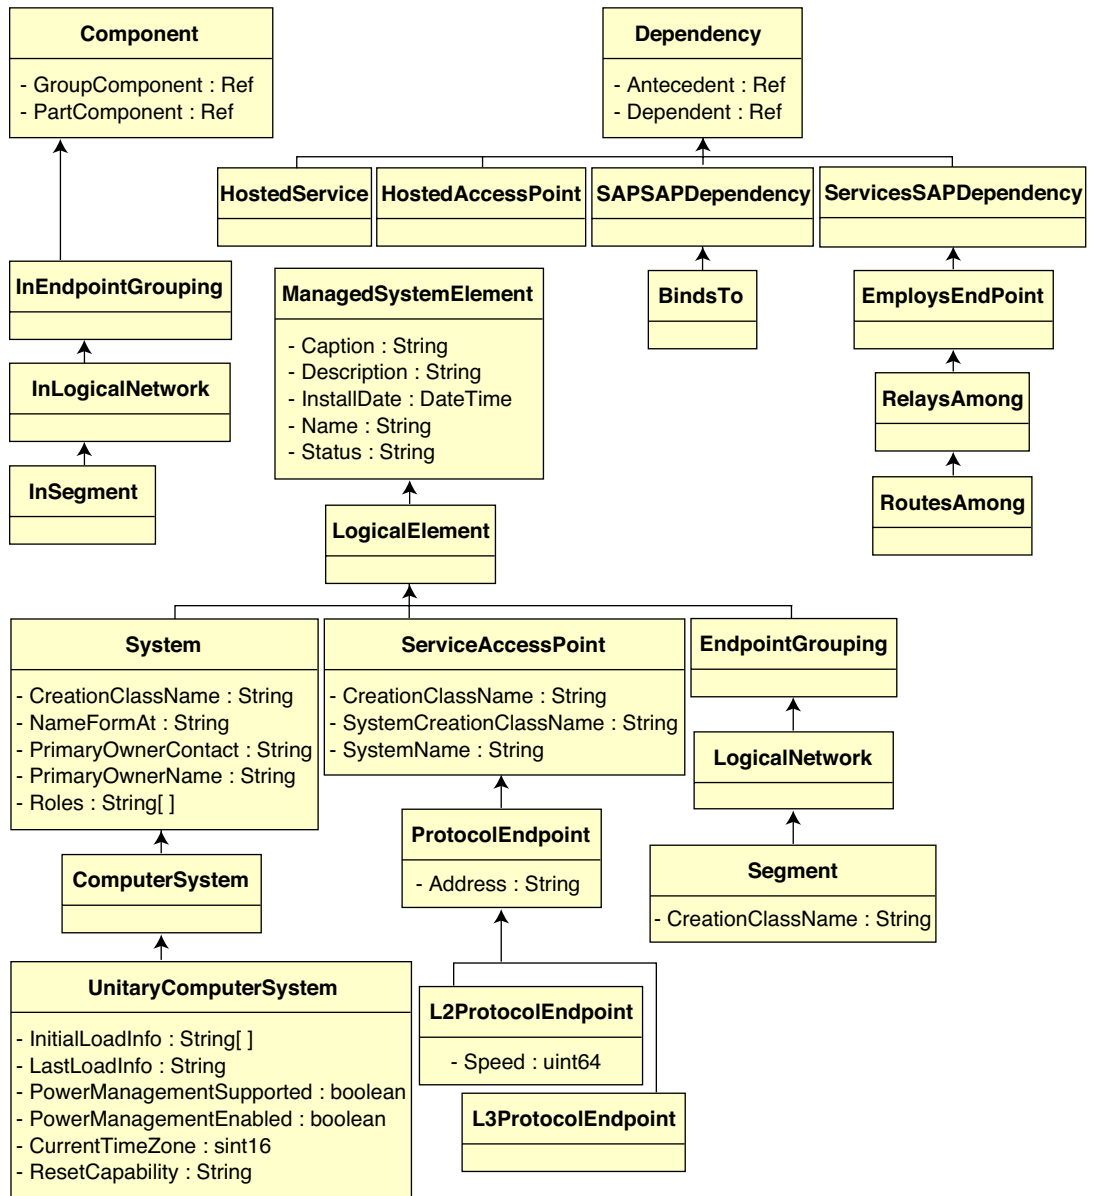 Component
- GroupComponent : Ref
- PartComponent : Ref
Dependency
- Antecedent : Ref
- Dependent : Ref
HostedService
HostedAccessPoint
SAPSAPDependency
ServicesSAPDependency
InEndpointGrouping
InLogicalNetwork
InSegment
ManagedSystemElement
- Caption : String
- Description : String
- InstallDate : DateTime
- Name : String
- Status : String
BindsTo
EmploysEndPoint
RelaysAmong
RoutesAmong
LogicalElement
System
- CreationClassName : String
- NameFormAt : String
- PrimaryOwnerContact : String
- PrimaryOwnerName : String
- Roles : String[ ]
ServiceAccessPoint
- CreationClassName : String
- SystemCreationClassName : String
- SystemName : String
EndpointGrouping
LogicalNetwork
Segment
- CreationClassName : String
ComputerSystem
ProtocolEndpoint
- Address : String
UnitaryComputerSystem
- InitialLoadInfo : String[ ]
- LastLoadInfo : String
- PowerManagementSupported : boolean
- PowerManagementEnabled : boolean
- CurrentTimeZone : sint16
- ResetCapability : String
L2ProtocolEndpoint
- Speed : uint64
L3ProtocolEndpoint